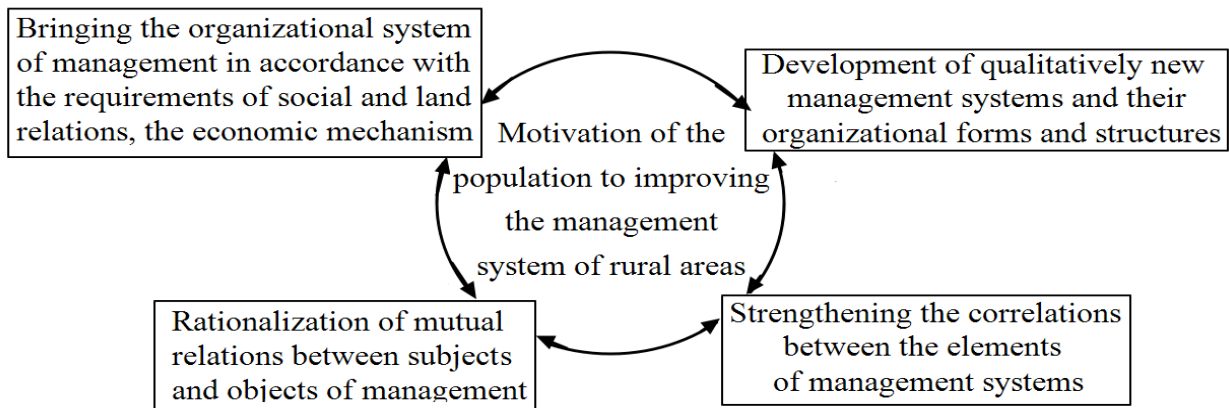 Bringing the organizational system
of management in accordance with
the requirements of social and land
relations, the economic mechanism
Development of qualitatively new
management systems and their
organizational forms and structures
Motivation of the
population to improving
the management
system of rural areas
Rationalization of mutual
relations between subjects
and objects of management
Strengthening the correlations
between the elements
of management systems